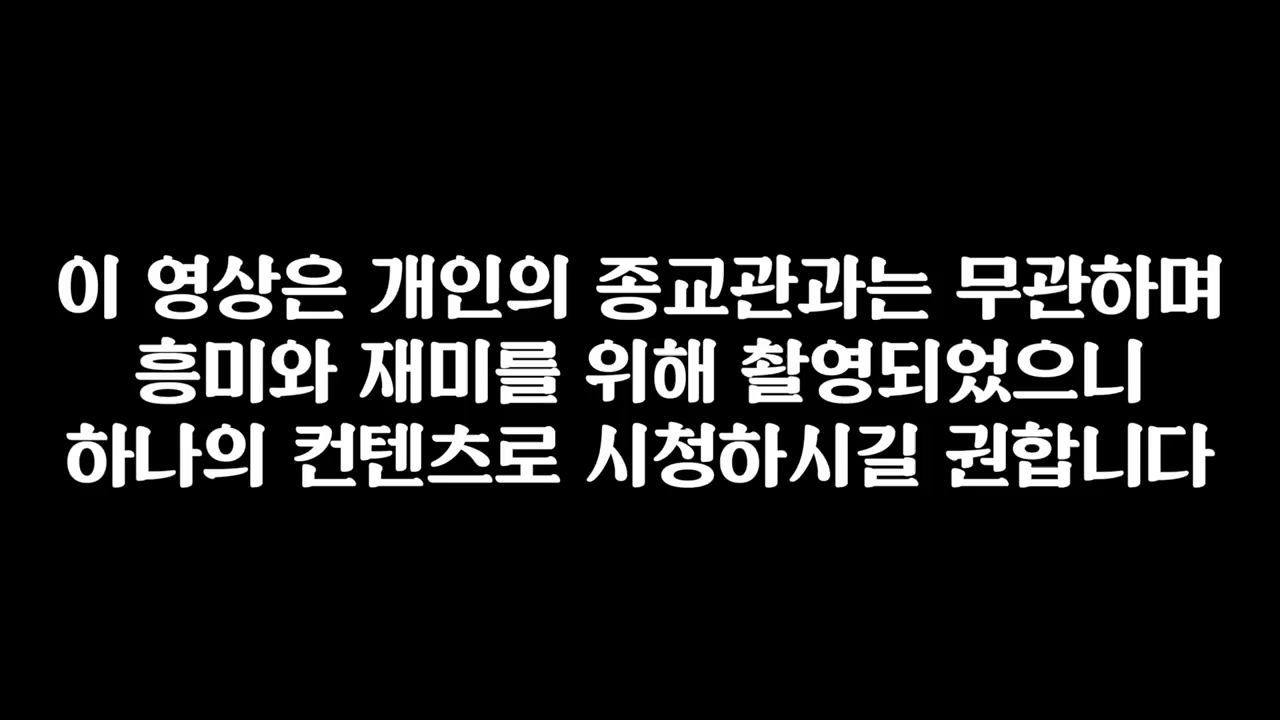 이 영상은 개인의 종교관과는 무관하며
흥미와 재미를 위해 촬영되었으니
하나의 컨텐츠로 시청하시길 권합니다